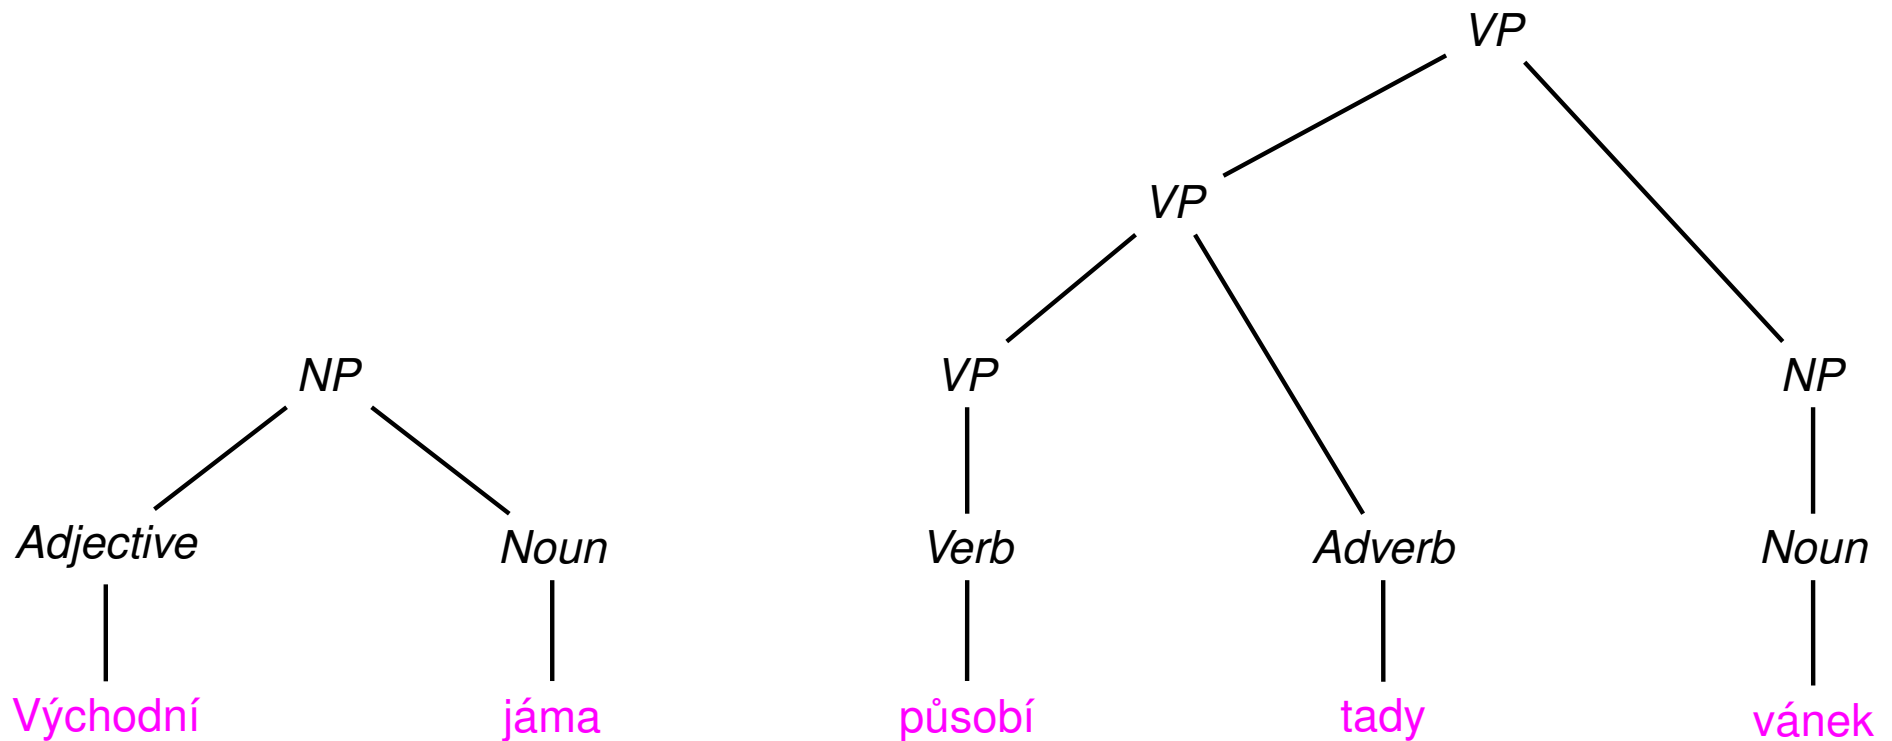 VP
VP
NP VP NP
Adjective Noun Verb Adverb Noun
Východní jáma působí tady vánek